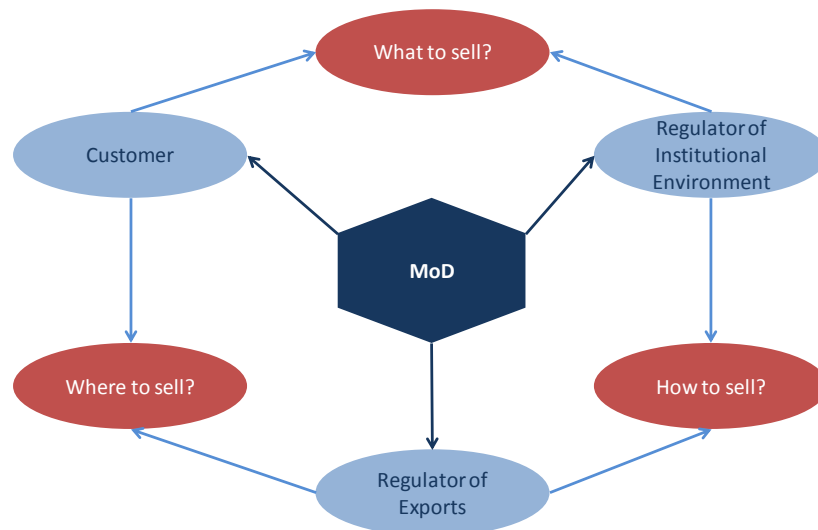 What to sell?
Customer
Regulator of
Institutional
Environment
MoD
Where to sell?
How to sell?
Regulator of
Exports